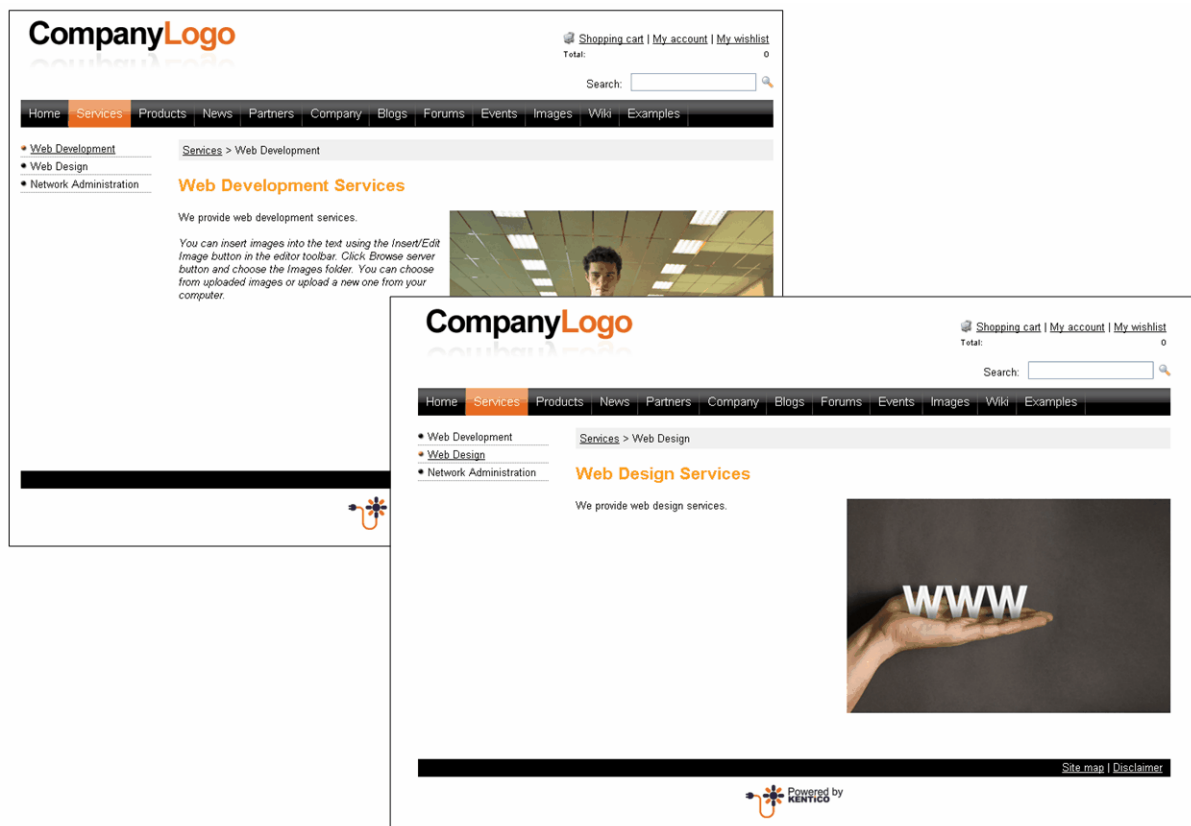 CompanyLogo
Shopping cart | My account | My wishlist
Total: 0
Search:
Home Services Products News Partners Company Blogs Forums Events Images Wiki Examples
Web Development
Web Design
Network Administration
Services > Web Development
Web Development Services
We provide web development services.
You can insert images into the text using the Insert/Edit
Image button in the editor toolbar. Click Browse server
button and choose the Images folder. You can choose
from uploaded images or upload a new one from your
computer.
CompanyLogo
Shopping cart | My account | My wishlist
Total: 0
Search:
Home Services Products News Partners Company Blogs Forums Events Images Wiki Examples
Web Development
Web Design
Network Administration
Services > Web Design
Web Design Services
We provide web design services.
WWW
Site map | Disclaimer
Powered by
KENTICO